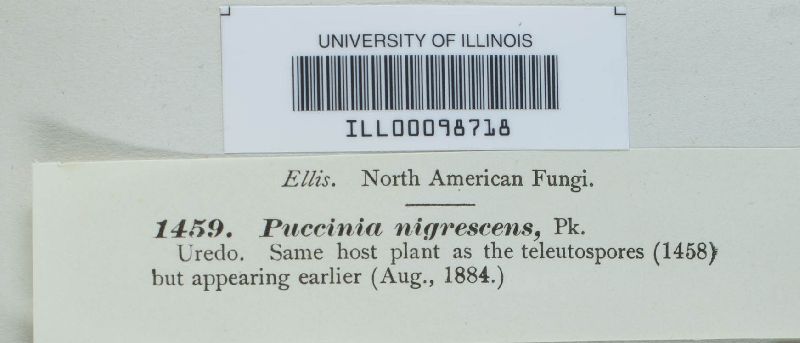 UNIVERSITY OF ILLINOIS
ILL00098718
Ellis. North American Fungi.
1459. Puccinia nigrescens, Pk.
Uredo. Same host plant as the teleutospores (1458)
but appearing earlier (Aug., 1884.)